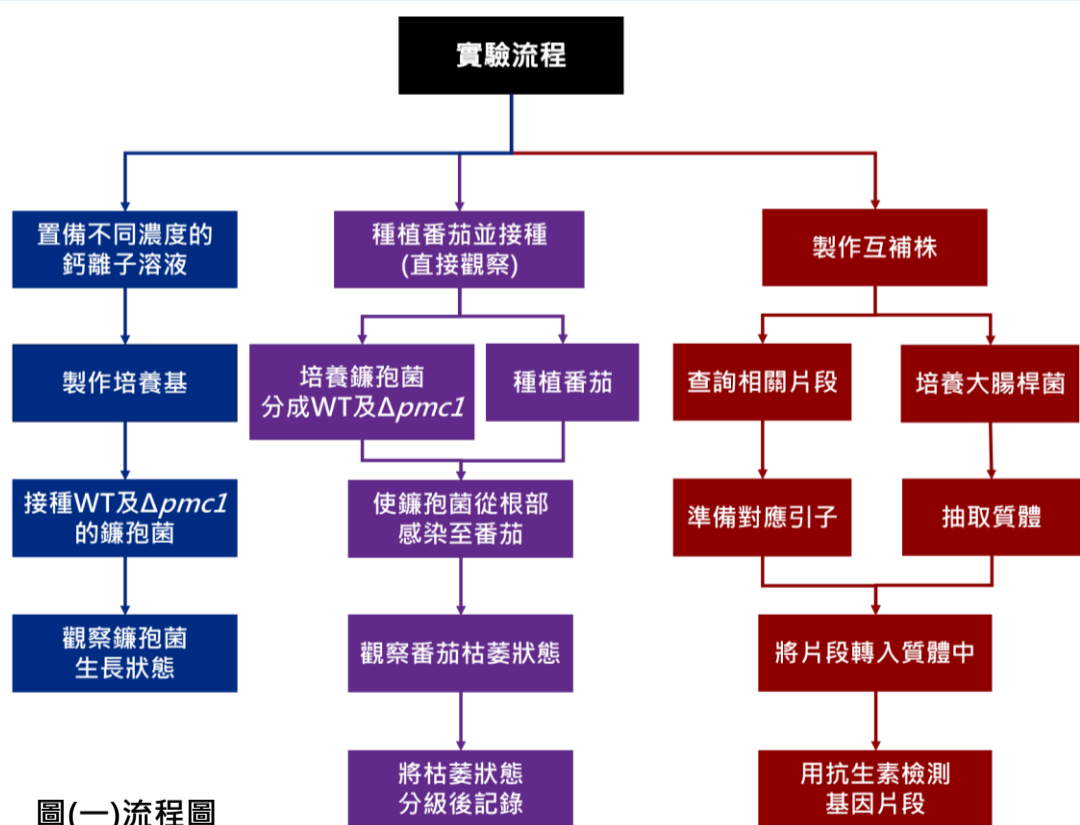 實驗流程
置備不同濃度的
鈣離子溶液
製作培養基
接種WT及Δpmc1
的鐮孢菌
觀察鐮孢菌
生長狀態
種植番茄並接種
(直接觀察)
培養鐮孢菌
分成WT及Δpmc1
種植番茄
使鐮孢菌從根部
感染至番茄
觀察番茄枯萎狀態
將枯萎狀態
分級後記錄
製作互補株
查詢相關片段
培養大腸桿菌
準備對應引子
抽取質體
將片段轉入質體中
用抗生素檢測
基因片段
圖(一)流程圖